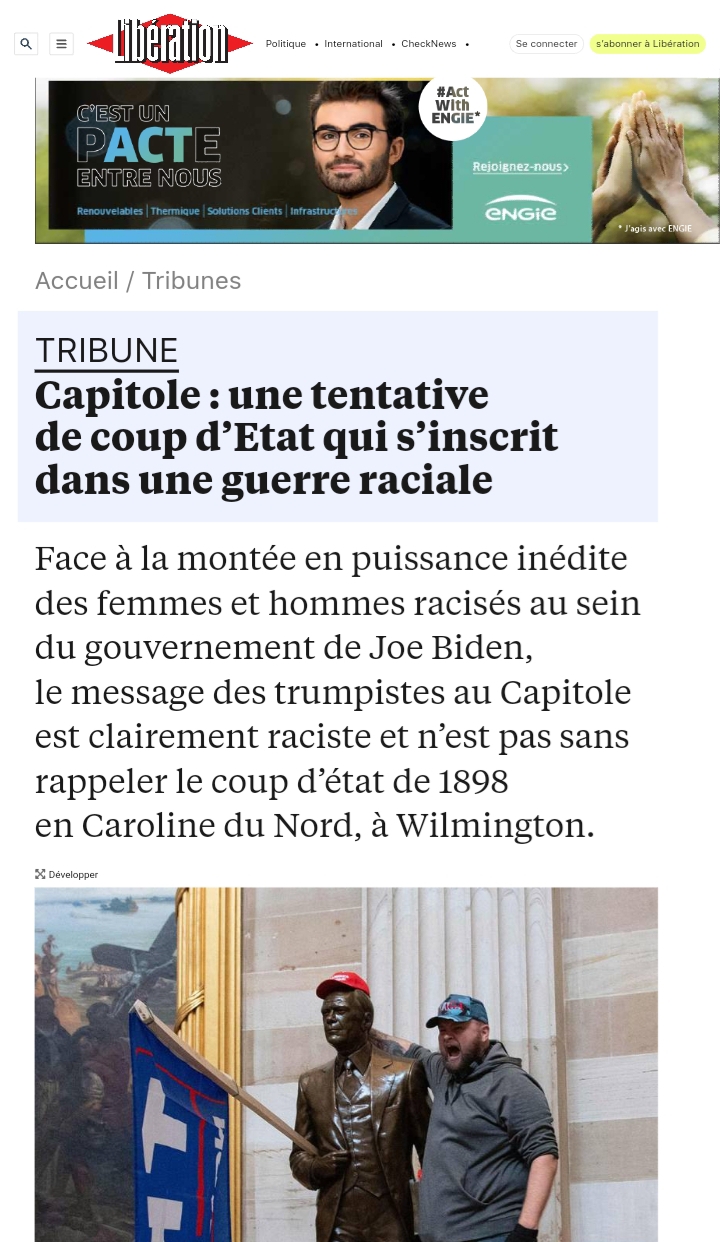 Libération
Politique • International • CheckNews •
Se connecter
s'abonner à Libération
C'EST UN
PACTE
ENTRE NOUS
Renouvelables | Thermique | Solutions Clients | Infrastructures
#Act
With
ENGIE*
Rejoignez-nous>
ENGIE
* J'agis avec ENGIE
Accueil / Tribunes
TRIBUNE
Capitole : une tentative
de coup d’Etat qui s’inscrit
dans une guerre raciale
Face à la montée en puissance inédite
des femmes et hommes racisés au sein
du gouvernement de Joe Biden,
le message des trumpistes au Capitole
est clairement raciste et n’est pas sans
rappeler le coup d’état de 1898
en Caroline du Nord, à Wilmington.
Développer